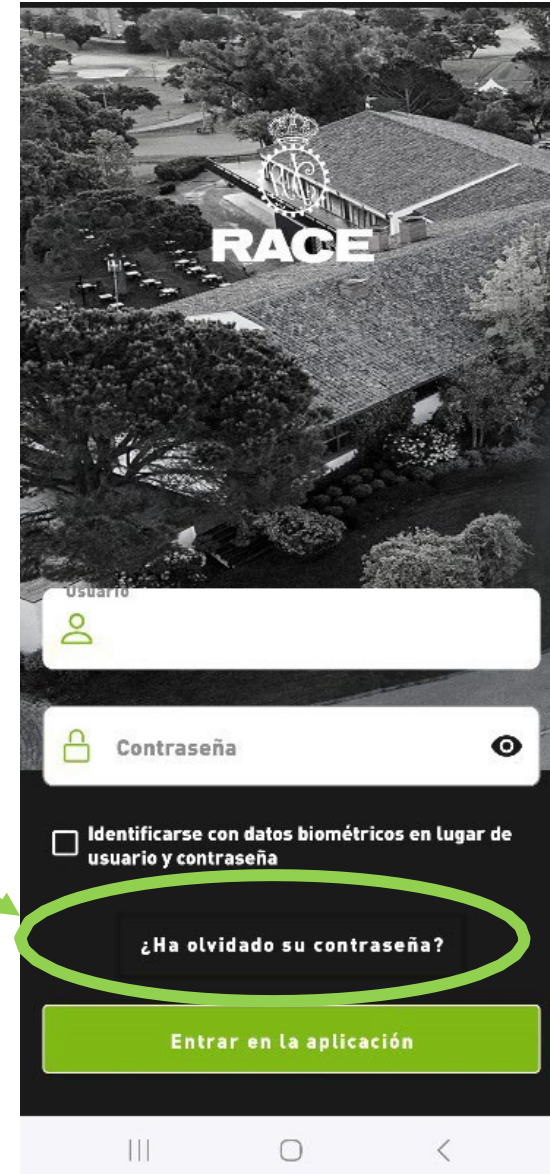 RACE
Usuario
Contraseña
Identificarse con datos biométricos en lugar de
usuario y contraseña
¿Ha olvidado su contraseña?
Entrar en la aplicación